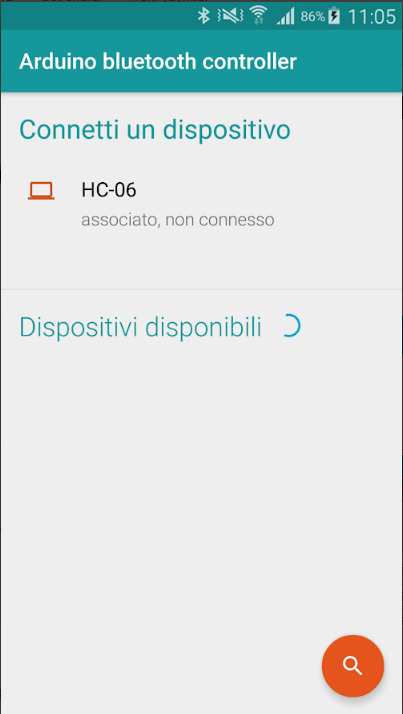 86% 11:05
Arduino bluetooth controller
Connetti un dispositivo
HC-06
associato, non connesso
Dispositivi disponibili